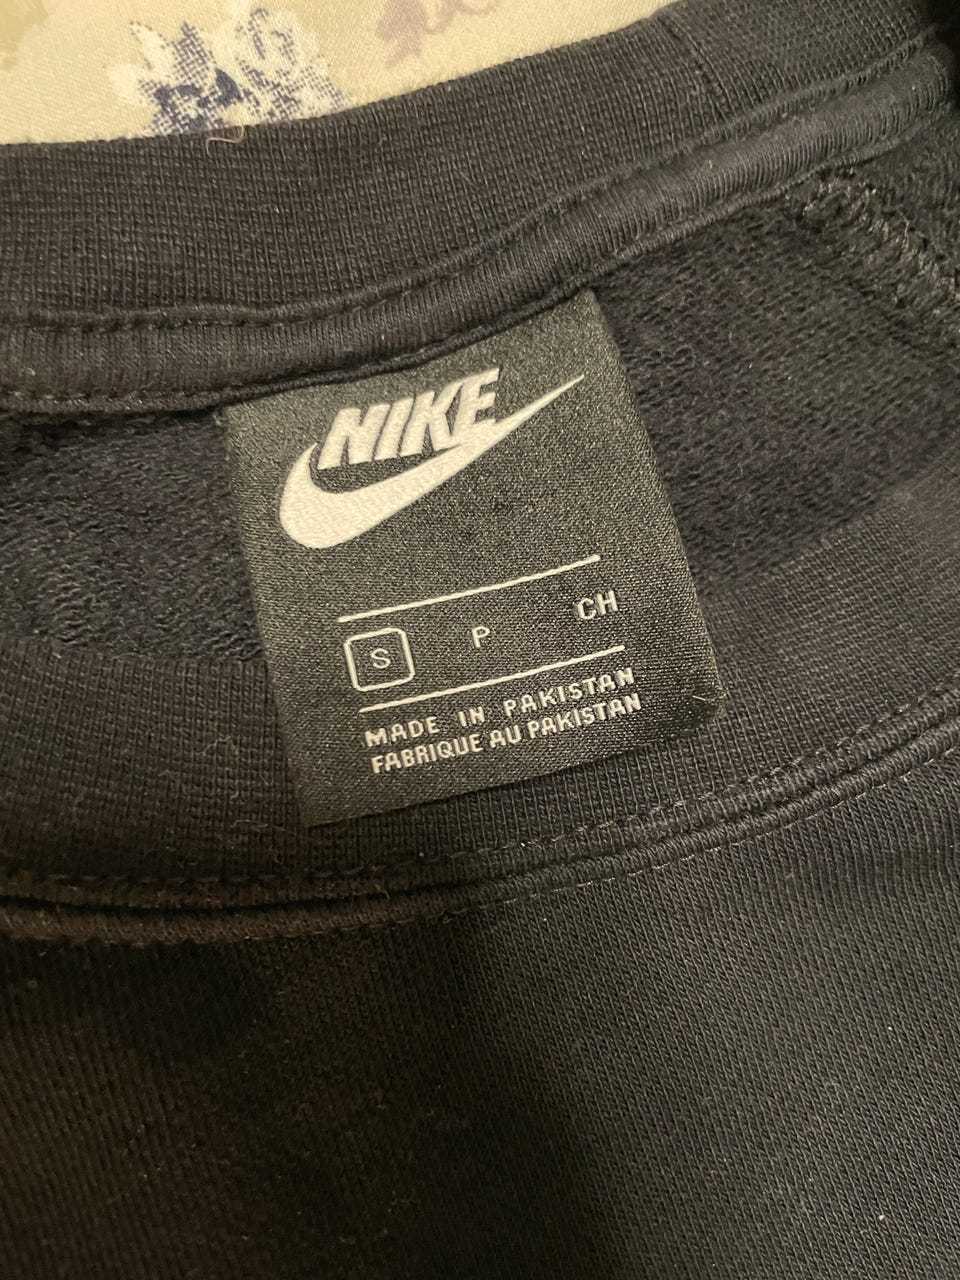 NIKE
S P CH
MADE IN PAKISTAN
FABRIQUE AU PAKISTAN